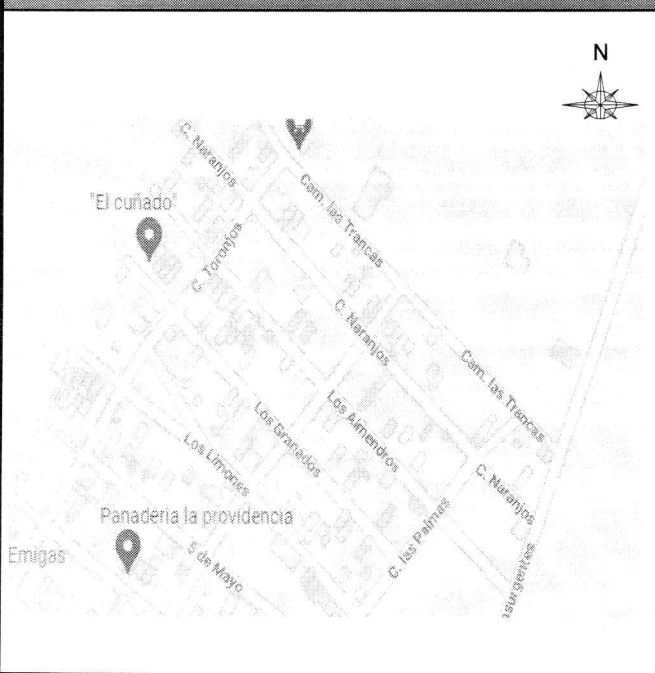 N
C. Naranjos
Cam. las Trancas
"El cuñado"
C. Toronjos
C. Naranjos
Cam. las Trancas
Los Almendros
Los Granados
Los Limones
C. Naranjos
Panadería la providencia
C. las Palmas
Emigas
5 de Mayo
nsurgentes